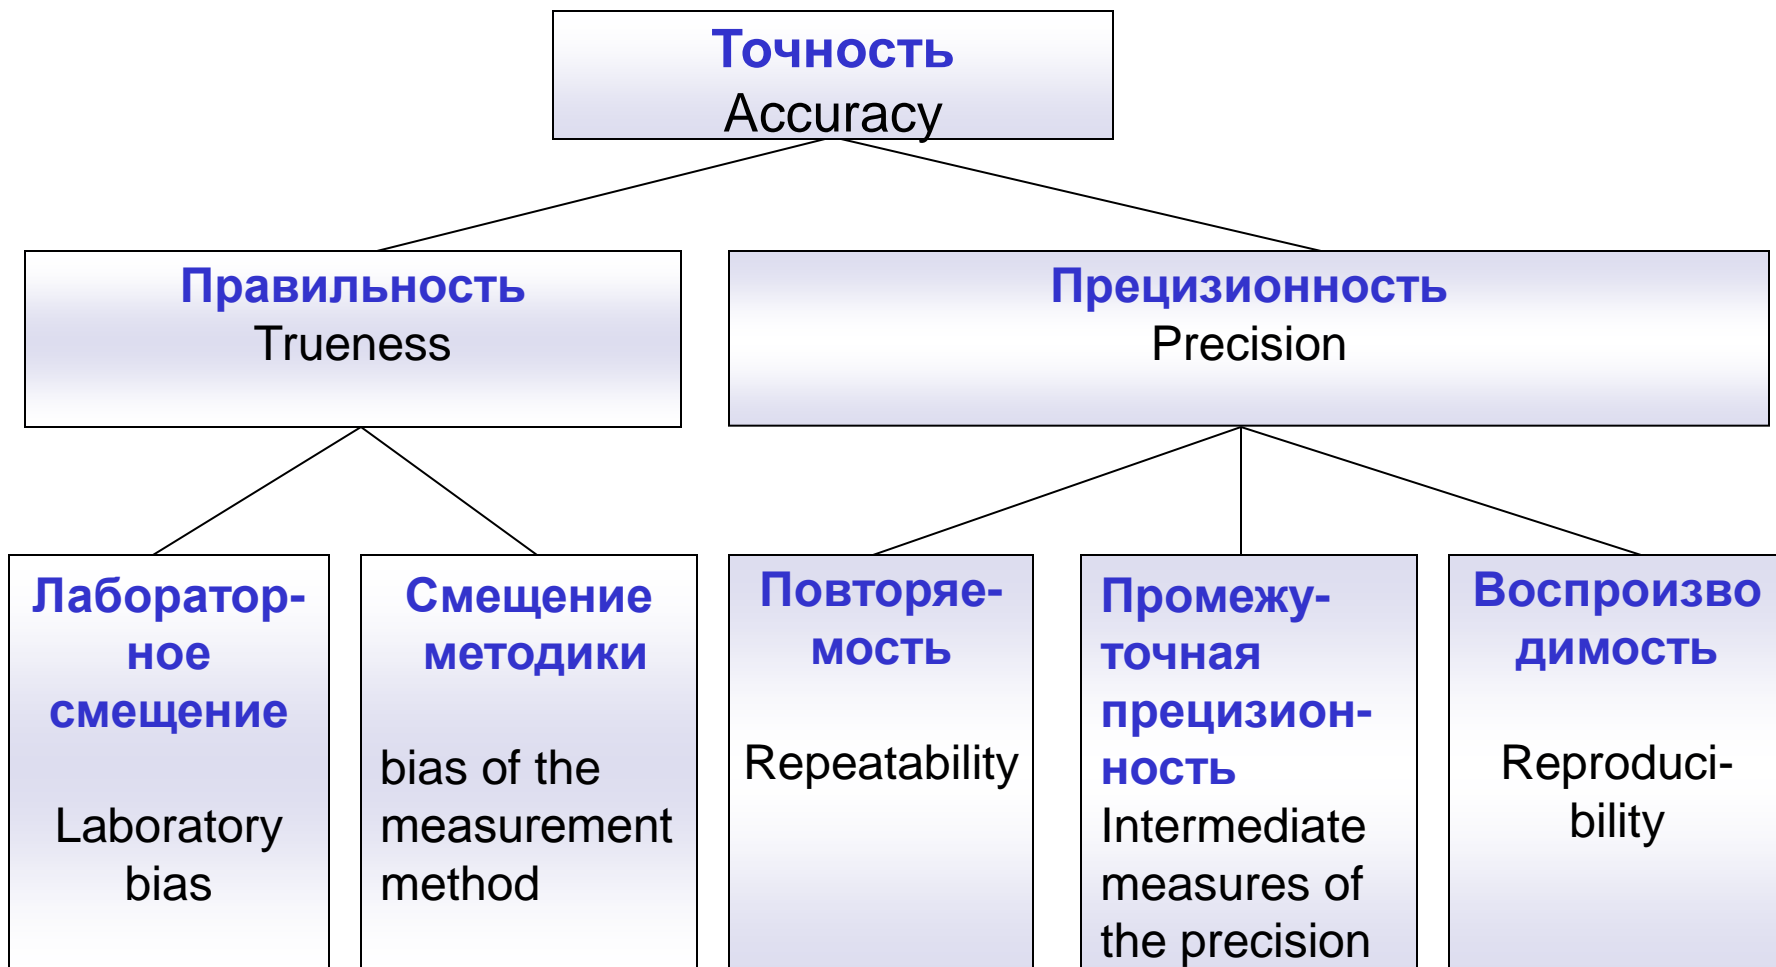 Точность
Accuracy
Правильность
Trueness
Прецизионность
Precision
Лаборатор-
ное
смещение
Laboratory
bias
Смещение
методики
bias of the
measurement
method
Повторяе-
мость
Repeatability
Промежу-
точная
прецизион-
ность
Intermediate
measures of
the precision
Воспроизво
димость
Reproduci-
bility